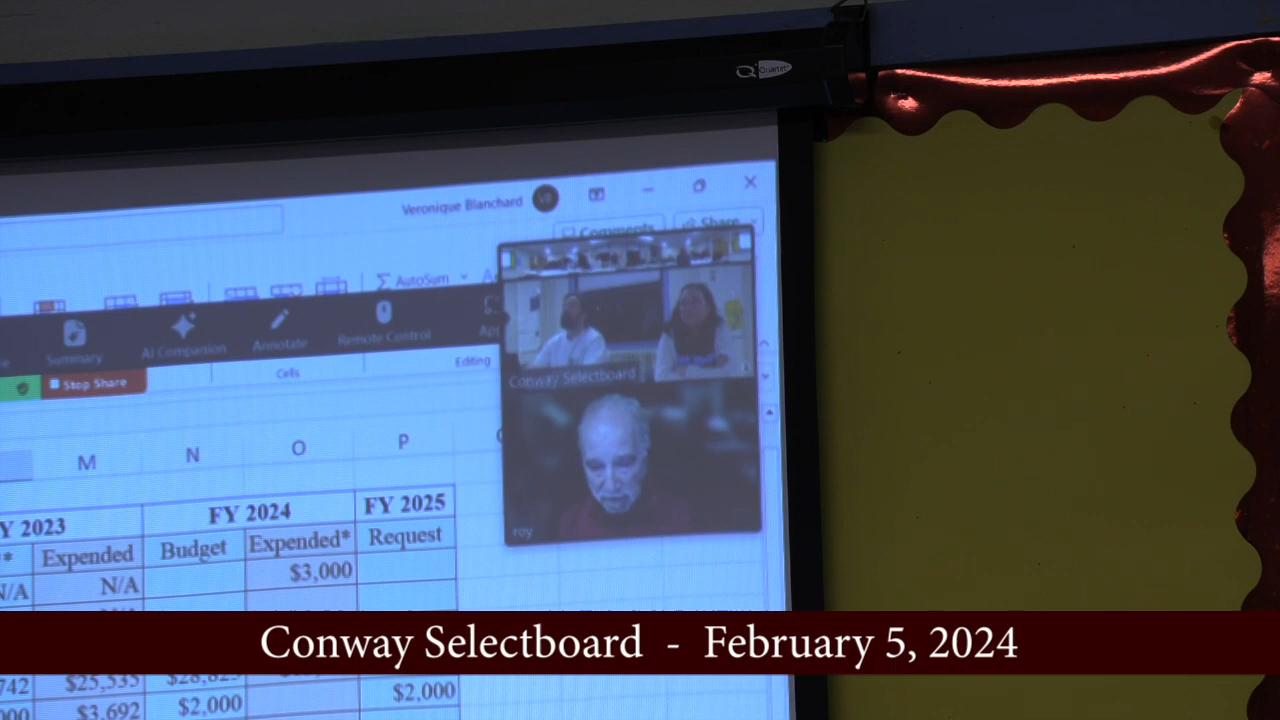 Quartet
Veronique Blanchard
Comments
Share
AutoSum
Summary
AI Companion
Annotate
Remote Control
Stop Share
Cells
Editing
Conway Selectboard
roy
M N O P
FY 2024 FY 2025
Y 2023
* Expended Budget Expended* Request
N/A N/A $3,000
Conway Selectboard - February 5, 2024
742 $25,535
$3,692 $2,000 $2,000